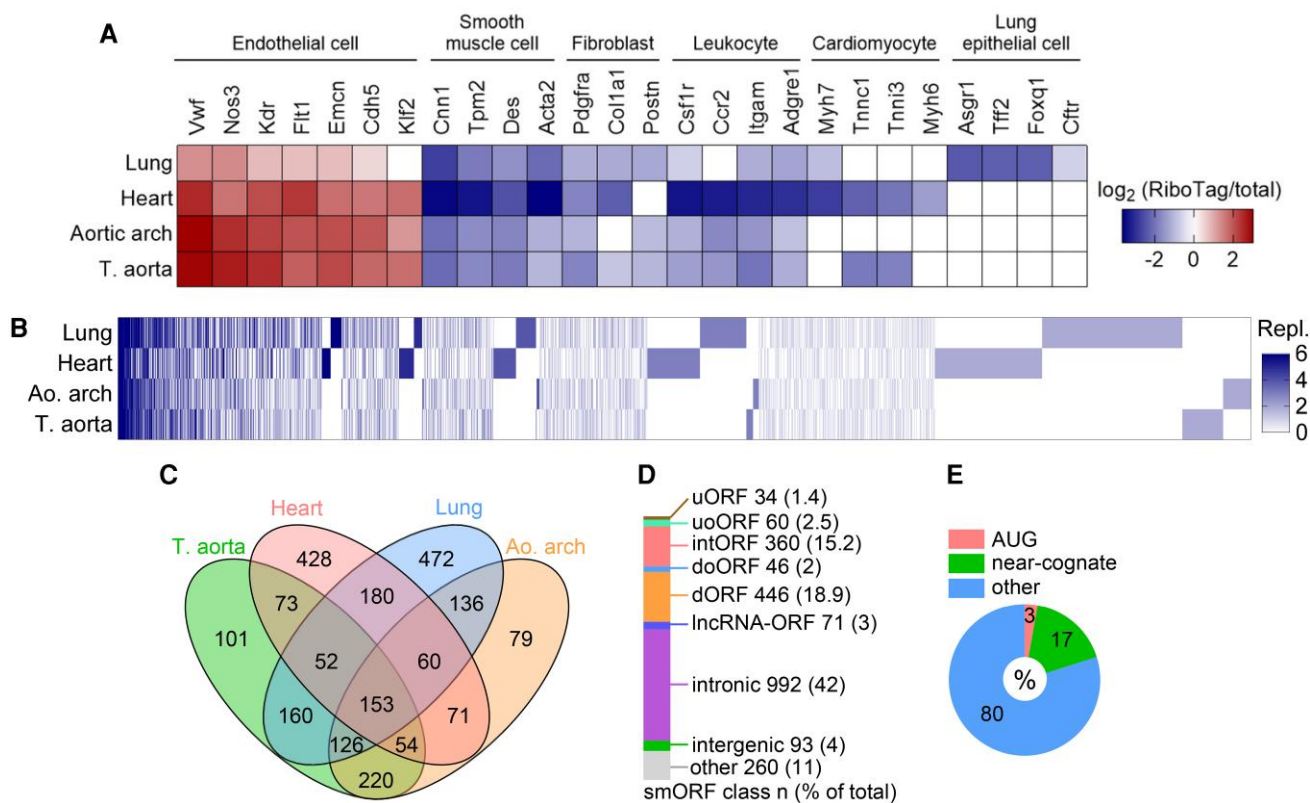 A
Endothelial cell
Smooth
muscle cell
Fibroblast
Leukocyte
Cardiomyocyte
Lung
epithelial cell
Vwf
Nos3
Kdr
Flt1
Emcn
Cdh5
Klf2
Cnn1
Tpm2
Des
Acta2
Pdgfra
Col1a1
Postn
Csf1r
Ccr2
Itgam
Adgre1
Myh7
Tnnc1
Tnni3
Myh6
Asgr1
Tff2
Foxq1
Cftr
Lung
Heart
Aortic arch
T. aorta
log2 (RiboTag/total)
-2 0 2
B
Lung
Heart
Ao. arch
T. aorta
Repl.
6
4
2
0
C
Heart
Lung
T. aorta
Ao. arch
428
472
73
180
136
101
79
52
60
153
160
71
126
54
220
D
uORF 34 (1.4)
uoORF 60 (2.5)
intORF 360 (15.2)
doORF 46 (2)
dORF 446 (18.9)
lncRNA-ORF 71 (3)
intronic 992 (42)
intergenic 93 (4)
other 260 (11)
smORF class n (% of total)
E
AUG
near-cognate
other
3
17
%
80